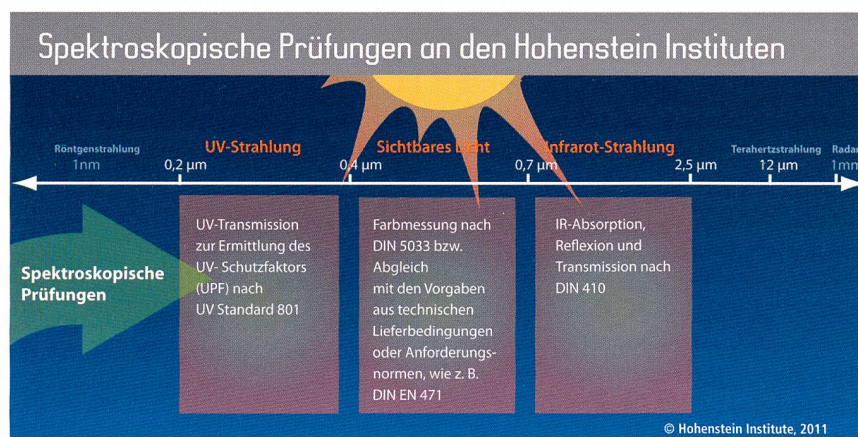 Spektroskopische Prüfungen an den Hohenstein Instituten
Röntgenstrahlung
1nm
UV-Strahlung
Sichtbares Licht
Infrarot-Strahlung
Terahertzstrahlung
Radar
0,2 µm
0,4 µm
0,7 µm
2,5 µm
12 µm
1mm
Spektroskopische
Prüfungen
UV-Transmission
zur Ermittlung des
UV- Schutzfaktors
(UPF) nach
UV Standard 801
Farbmessung nach
DIN 5033 bzw.
Abgleich
mit den Vorgaben
aus technischen
Lieferbedingungen
oder Anforderungs-
normen, wie z. B.
DIN EN 471
IR-Absorption,
Reflexion und
Transmission nach
DIN 410
© Hohenstein Institute, 2011